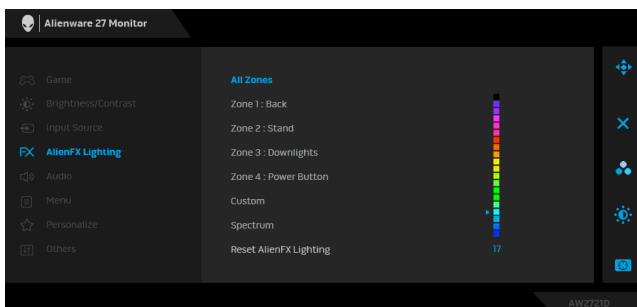 Alienware 27 Monitor
Game
Brightness/Contrast
Input Source
FX AlienFX Lighting
Audio
Menu
Personalize
Others
All Zones
Zone 1 : Back
Zone 2 : Stand
Zone 3 : Downlights
Zone 4 : Power Button
Custom
Spectrum
Reset AlienFX Lighting
17
AW2721D